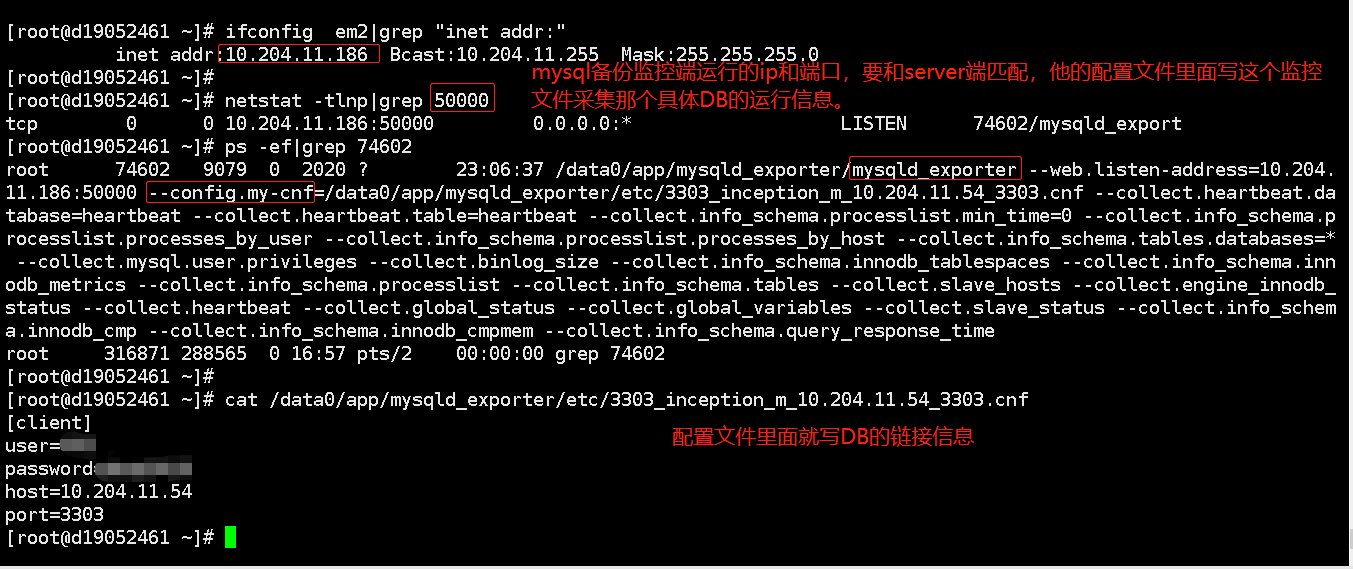 [root@d19052461 ~]# ifconfig  em2|grep "inet addr:"
          inet addr:10.204.11.186  Bcast:10.204.11.255  Mask:255.255.255.0
[root@d19052461 ~]#
mysql备份监控端运行的ip和端口，要和server端匹配，他的配置文件里面写这个监控
文件采集那个具体DB的运行信息。
[root@d19052461 ~]# netstat -tlnp|grep 50000
tcp        0      0 10.204.11.186:50000         0.0.0.0:*                   LISTEN      74602/mysqld_export
[root@d19052461 ~]# ps -ef|grep 74602
root      74602   9079  0  2020 ?        23:06:37 /data0/app/mysqld_exporter/mysqld_exporter --web.listen-address=10.204.
11.186:50000 --config.my-cnf=/data0/app/mysqld_exporter/etc/3303_inception_m_10.204.11.54_3303.cnf --collect.heartbeat.da
tabase=heartbeat --collect.heartbeat.table=heartbeat --collect.info_schema.processlist.min_time=0 --collect.info_schema.p
rocesslist.processes_by_user --collect.info_schema.processlist.processes_by_host --collect.info_schema.tables.databases=*
 --collect.mysql.user.privileges --collect.binlog_size --collect.info_schema.innodb_tablespaces --collect.info_schema.inn
odb_metrics --collect.info_schema.processlist --collect.info_schema.tables --collect.slave_hosts --collect.engine_innodb_
status --collect.heartbeat --collect.global_status --collect.global_variables --collect.slave_status --collect.info_schem
a.innodb_cmp --collect.info_schema.innodb_cmpmem --collect.info_schema.query_response_time
root     316871 288565  0 16:57 pts/2    00:00:00 grep 74602
[root@d19052461 ~]#
[root@d19052461 ~]# cat /data0/app/mysqld_exporter/etc/3303_inception_m_10.204.11.54_3303.cnf
[client]
配置文件里面就写DB的链接信息
user=
password=
host=10.204.11.54
port=3303
[root@d19052461 ~]#